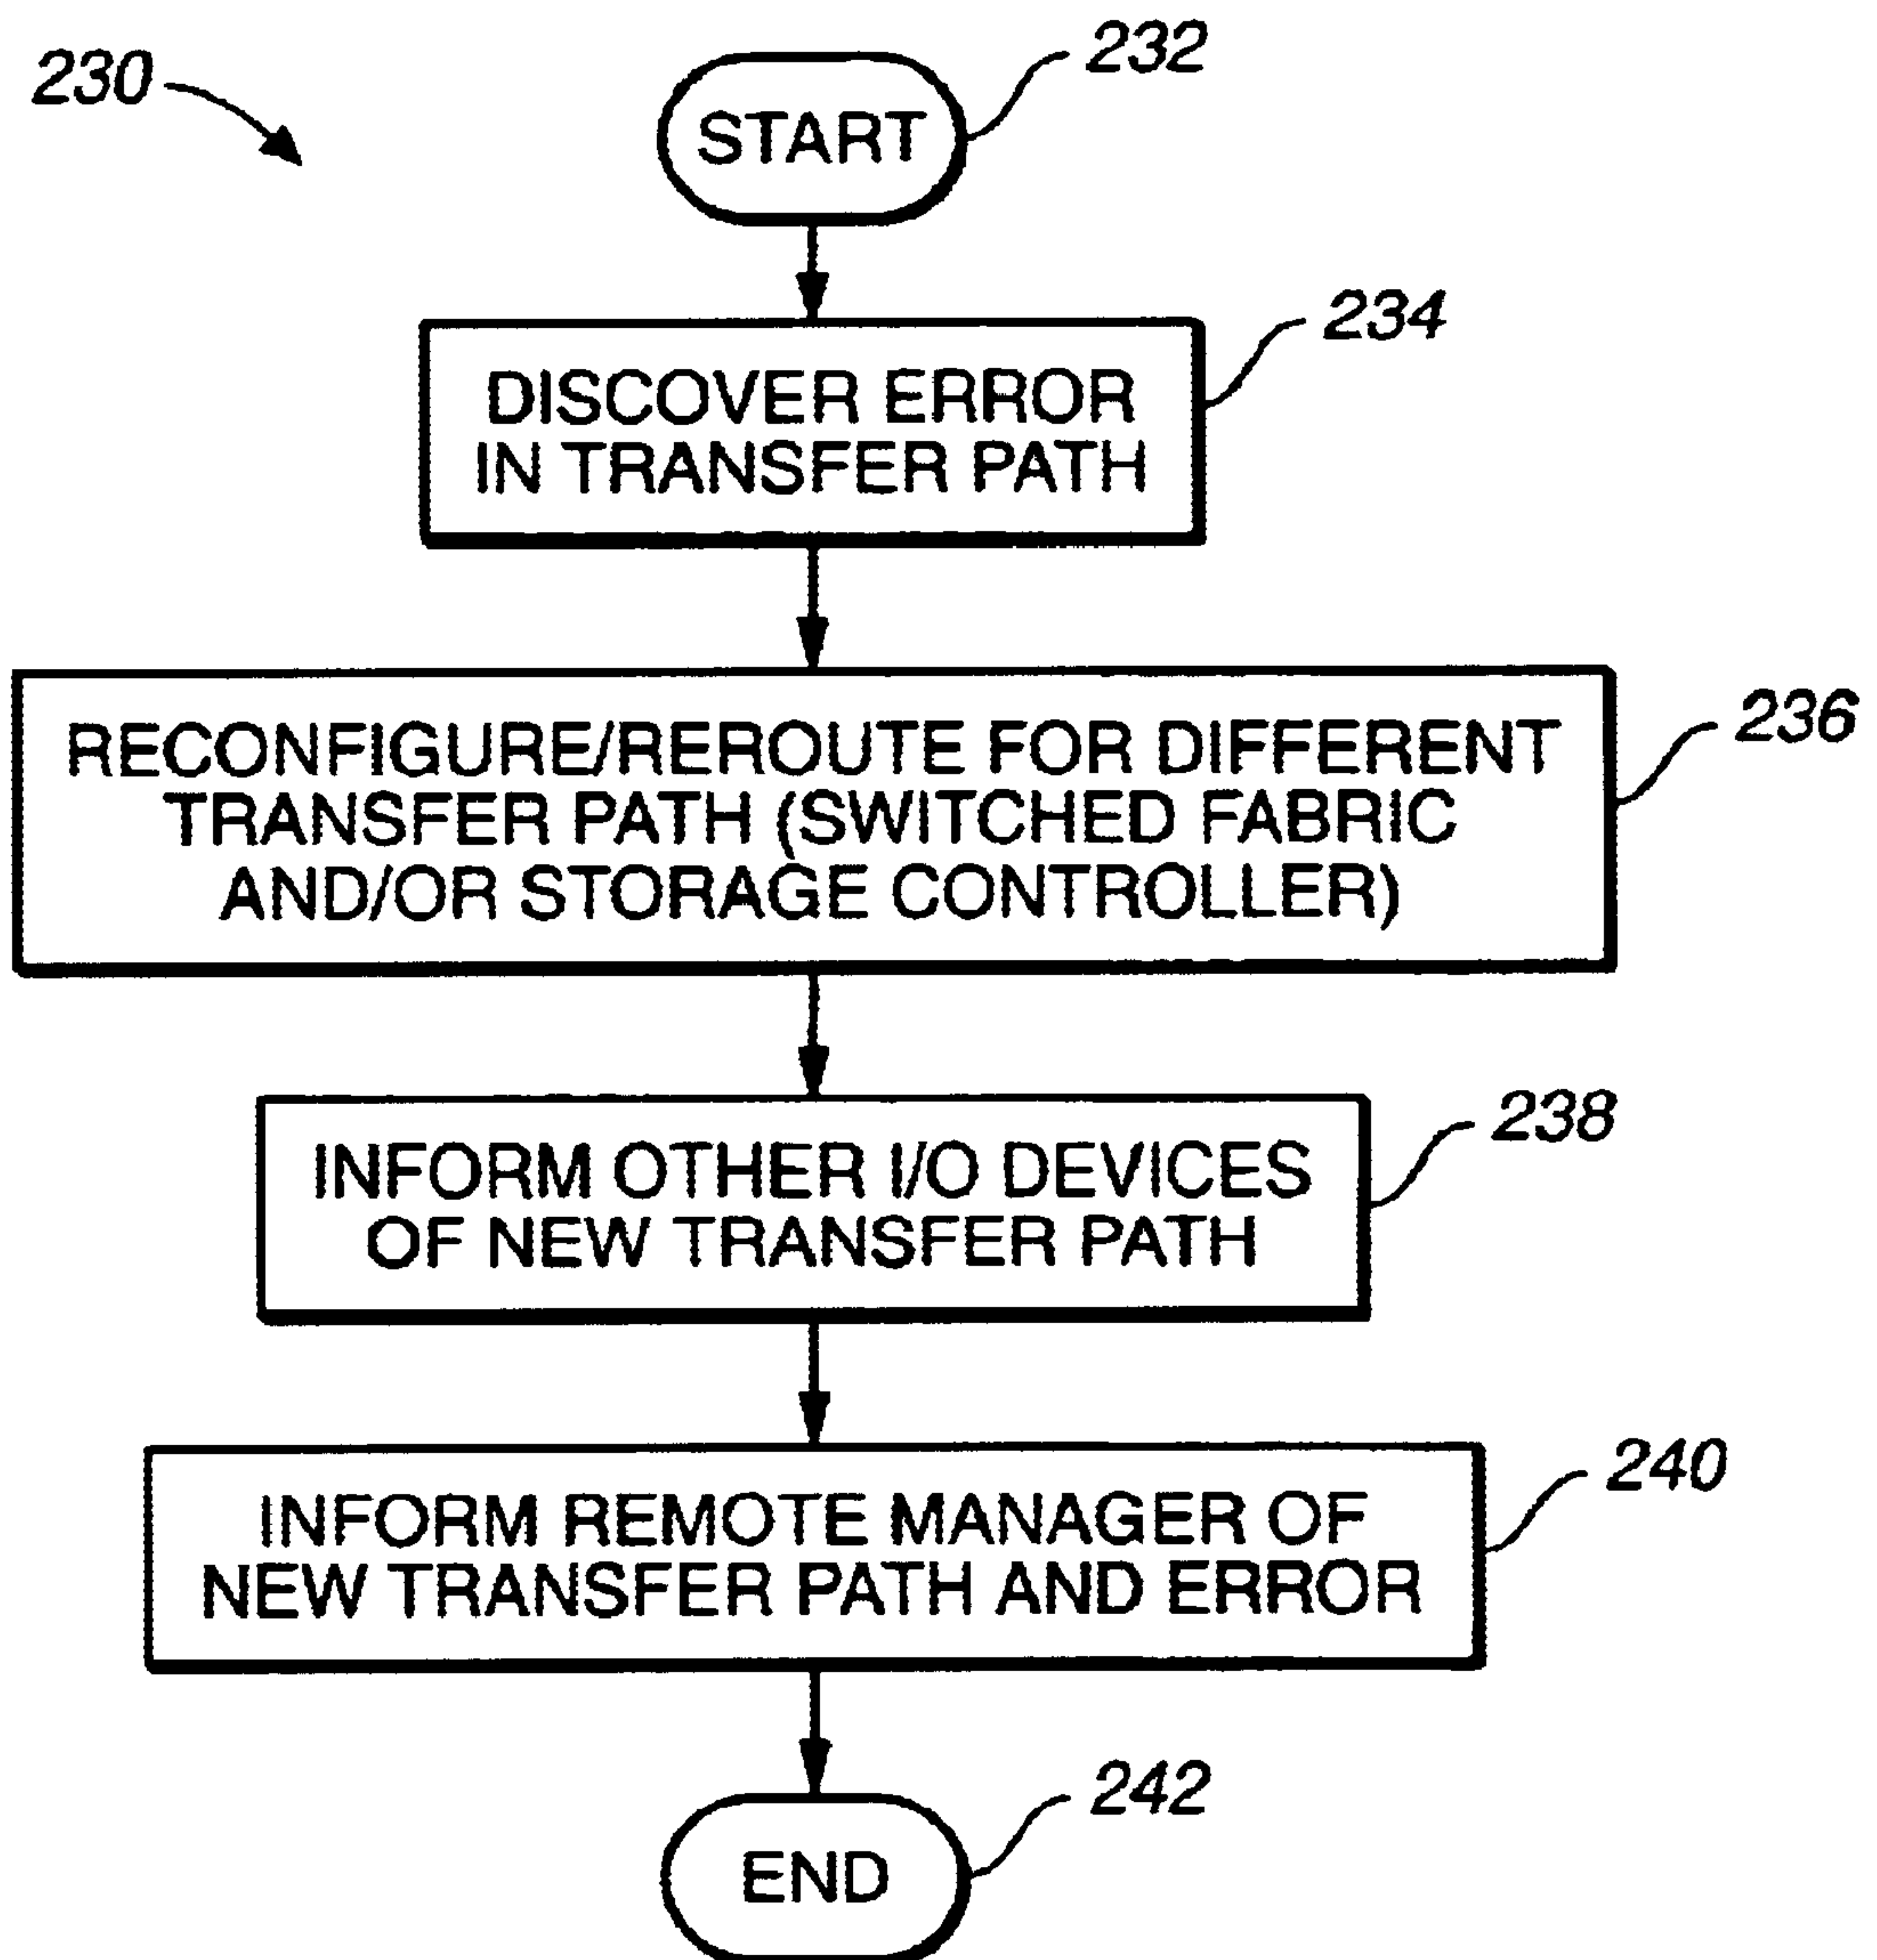 230
232
START
234
DISCOVER ERROR
IN TRANSFER PATH
236
RECONFIGURE/REROUTE FOR DIFFERENT
TRANSFER PATH (SWITCHED FABRIC
AND/OR STORAGE CONTROLLER)
238
INFORM OTHER I/O DEVICES
OF NEW TRANSFER PATH
240
INFORM REMOTE MANAGER OF
NEW TRANSFER PATH AND ERROR
242
END